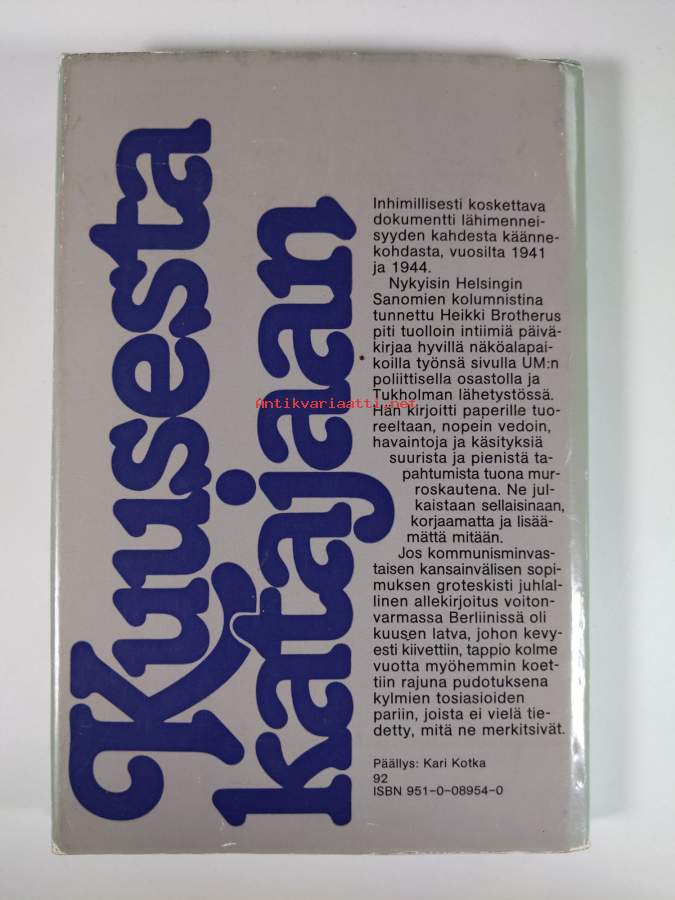 Kuusesta
katajaan
Inhimillisesti koskettava
dokumentti lähimennei-
syyden kahdesta käänne-
kohdasta, vuosilta 1941
ja 1944.
Nykyisin Helsingin
Sanomien kolumnistina
tunnettu Heikki Brotherus
piti tuolloin intiimiä päivä-
kirjaa hyvillä näköalapai-
koilla työnsä sivulla UM:n
poliittisella osastolla ja
Tukholman lähetystössä.
Hän kirjoitti paperille tuo-
reeltaan, nopein vedoin,
havaintoja ja käsityksiä
suurista ja pienistä ta-
pahtumista tuona mur-
roskautena. Ne jul-
kaistaan sellaisinaan,
korjaamatta ja lisää-
mättä mitään.
Jos kommunisminvas-
taisen kansainvälisen sopi-
muksen groteskisti juhlal-
linen allekirjoitus voiton-
varmassa Berliinissä oli
kuusen latva, johon kevy-
esti kiivettiin, tappio kolme
vuotta myöhemmin koet-
tiin rajuna pudotuksena
kylmien tosiasioiden
pariin, joista ei vielä tie-
detty, mitä ne merkitsivät.
Päällys: Kari Kotka
92
ISBN 951-0-08954-0
Antikvariaatti.net